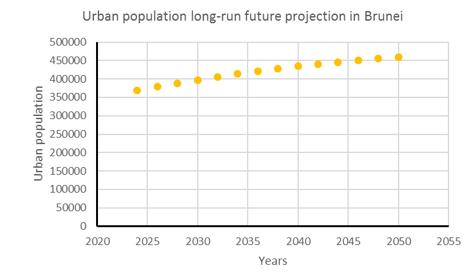 Urban population long-run future projection in Brunei
500000
450000
400000
350000
300000
250000
200000
150000
100000
50000
0
Urban population
2020 2025 2030 2035 2040 2045 2050 2055
Years